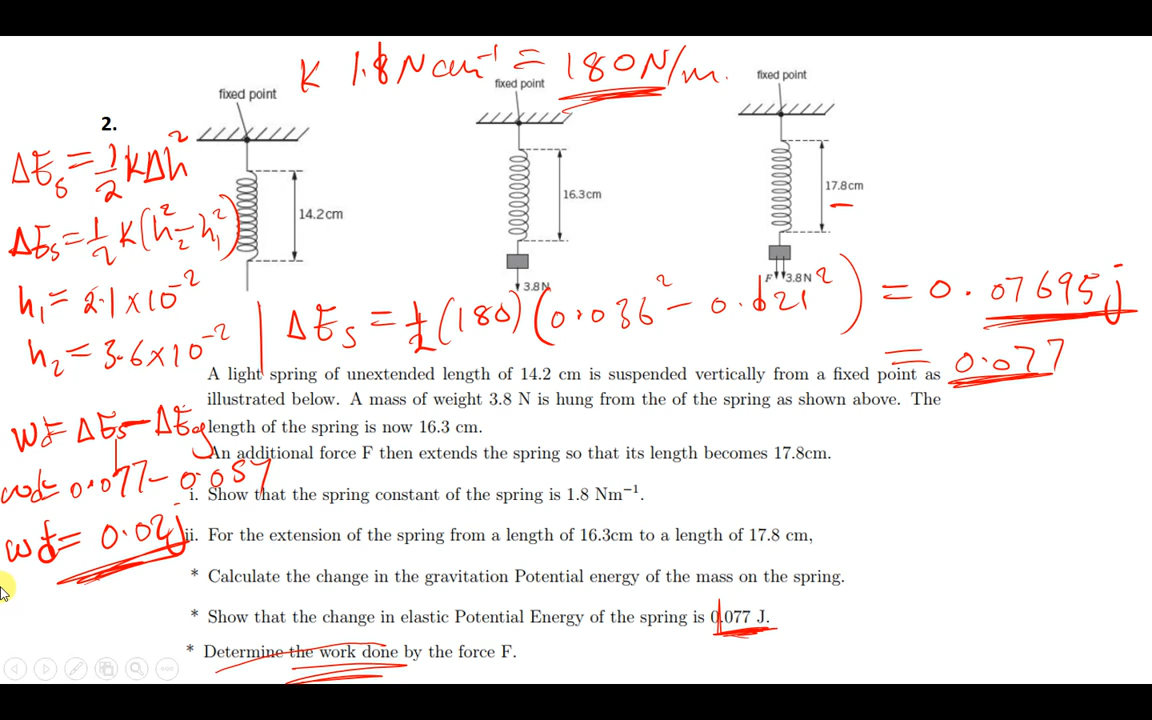 K 1.8 N cm⁻¹ = 180 N/m.
fixed point
fixed point
fixed point
2.
ΔEs = 1/2 KΔh²
14.2cm
16.3cm
17.8cm
ΔEs = 1/2 K(h₂² - h₁²)
3.8N
F 3.8N
h₁ = 2.1 × 10⁻²
h₂ = 3.6 × 10⁻²
ΔEs = 1/2 (180) (0.036² - 0.021²) = 0.07695j
= 0.077
A light spring of unextended length of 14.2 cm is suspended vertically from a fixed point as
illustrated below. A mass of weight 3.8 N is hung from the of the spring as shown above. The
length of the spring is now 16.3 cm.
An additional force F then extends the spring so that its length becomes 17.8cm.
wd = ΔEs - ΔEg
wd = 0.077 - 0.057
wd = 0.02j
i. Show that the spring constant of the spring is 1.8 Nm⁻¹.
ii. For the extension of the spring from a length of 16.3cm to a length of 17.8 cm,
* Calculate the change in the gravitation Potential energy of the mass on the spring.
* Show that the change in elastic Potential Energy of the spring is 0.077 J.
* Determine the work done by the force F.